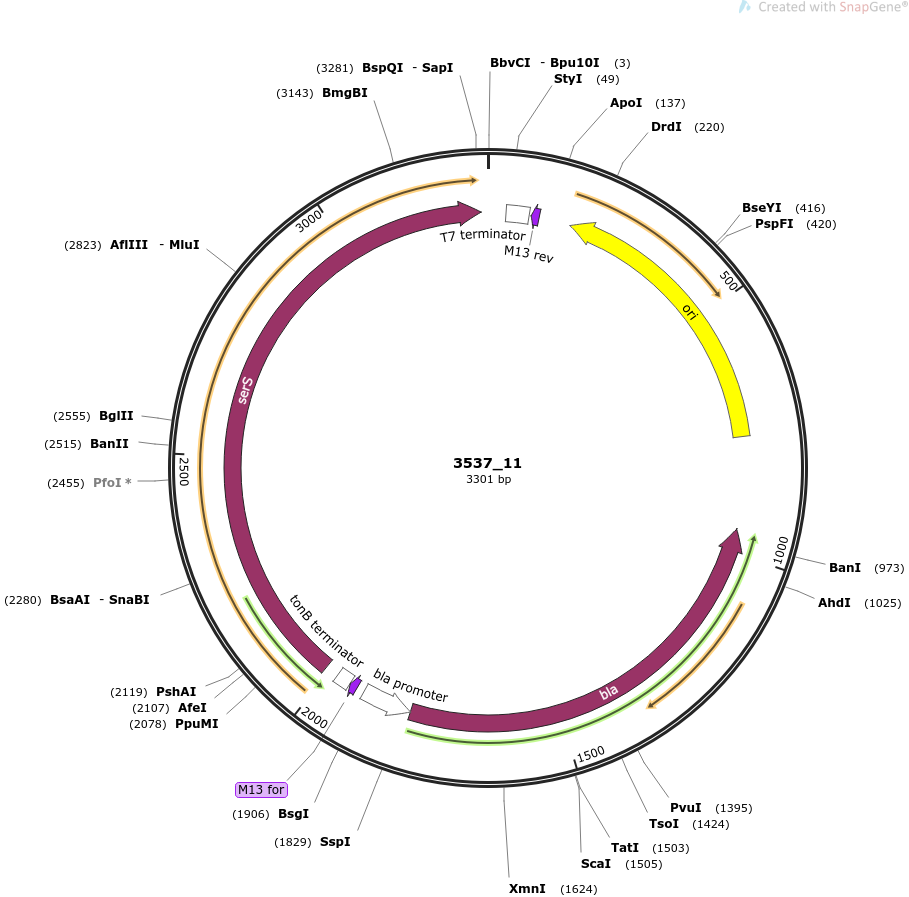 Created with SnapGene®
(3281) BspQI - SapI
BbvCI - Bpu10I (3)
StyI (49)
(3143) BmgBI
ApoI (137)
DrdI (220)
BseYI (416)
PspFI (420)
(2823) AflIII - MluI
3000
T7 terminator
M13 rev
500
ori
serS
(2555) BglII
(2515) BanII
2500
(2455) PfoI *
3537_11
3301 bp
1000
BanI (973)
AhdI (1025)
(2280) BsaAI - SnaBI
tonB terminator
bla promoter
bla
(2119) PshAI
(2107) AfeI
(2078) PpuMI
2000
1500
M13 for
(1906) BsgI
(1829) SspI
PvuI (1395)
TsoI (1424)
TatI (1503)
ScaI (1505)
XmnI (1624)